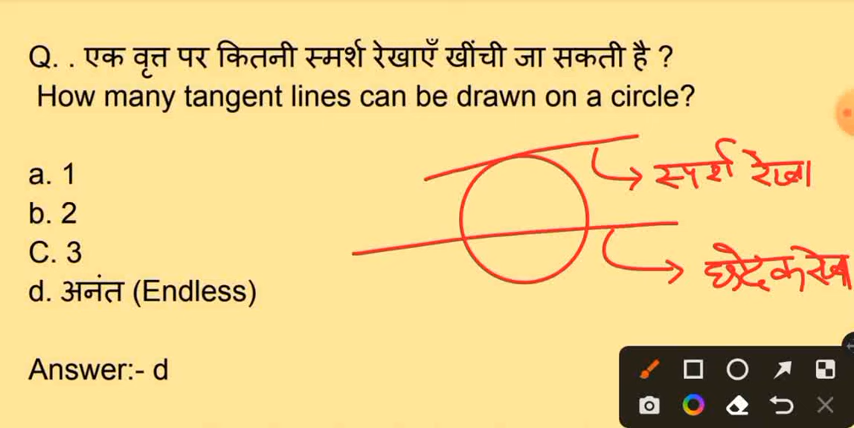 Q. . एक वृत्त पर कितनी स्मर्श रेखाएँ खींची जा सकती है ?
How many tangent lines can be drawn on a circle?
a. 1
b. 2
C. 3
d. अनंत (Endless)
Answer:- d
स्पर्श रेखा
छेदक रेखा